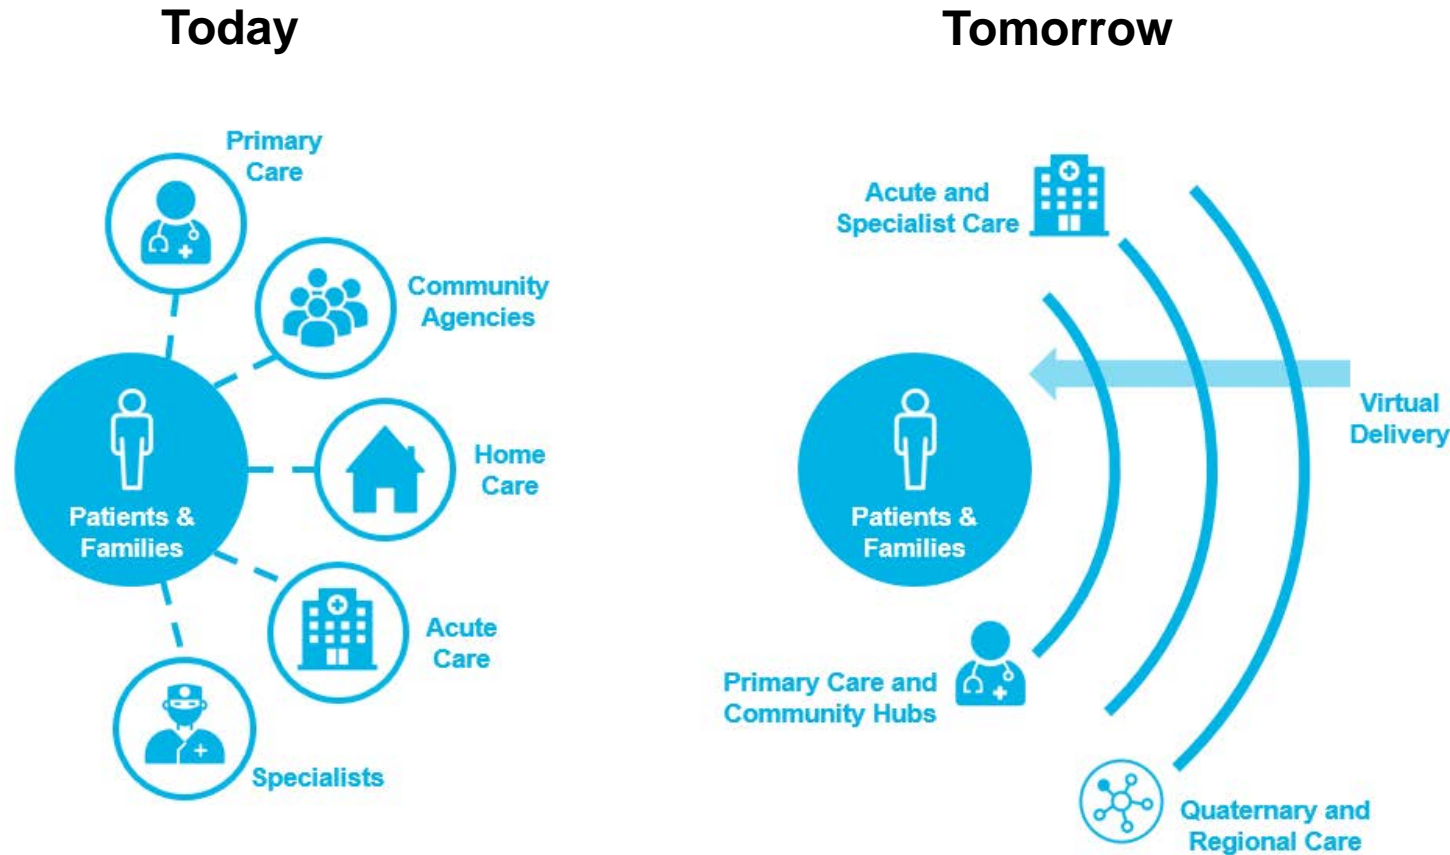 Today
Primary
Care
Community
Agencies
Home
Care
Patients &
Families
Acute
Care
Specialists
Tomorrow
Acute and
Specialist Care
Virtual
Delivery
Patients &
Families
Primary Care and
Community Hubs
Quaternary and
Regional Care